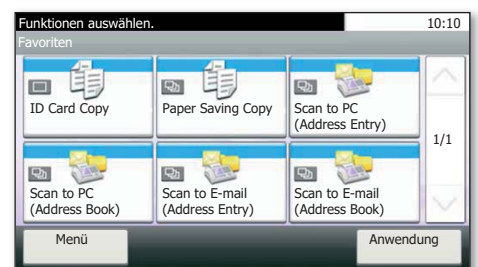 Funktionen auswählen. 10:10
Favoriten
ID Card Copy
Paper Saving Copy
Scan to PC
(Address Entry)
1/1
Scan to PC
(Address Book)
Scan to E-mail
(Address Entry)
Scan to E-mail
(Address Book)
Menü
Anwendung